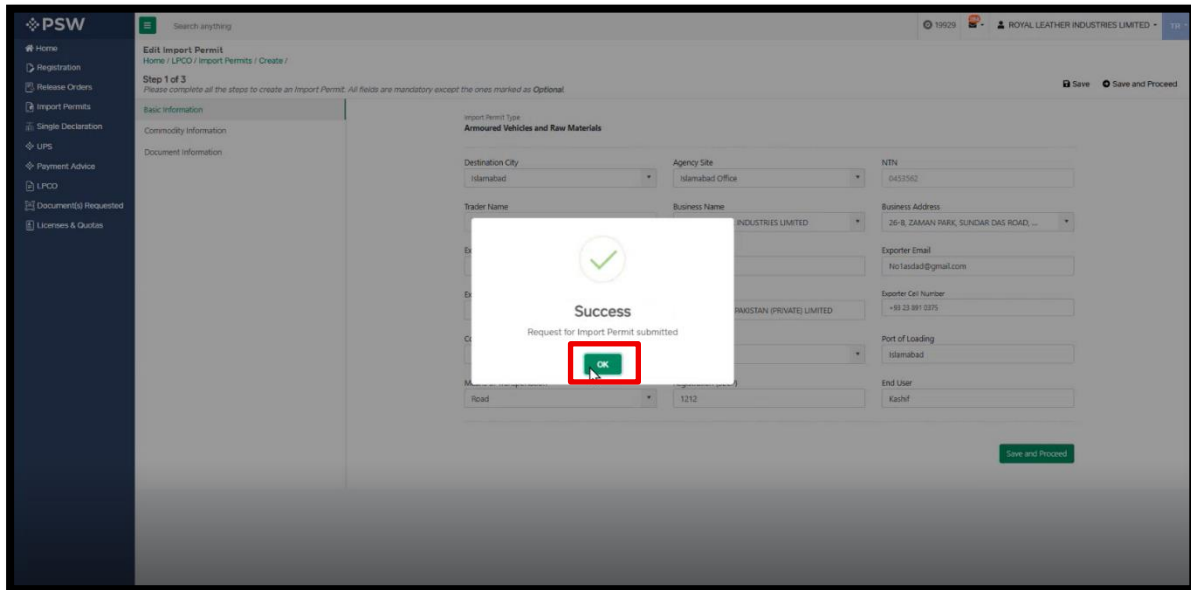 PSW
Search anything
19929
ROYAL LEATHER INDUSTRIES LIMITED
Home
Registration
Release Orders
Import Permits
Single Declaration
UPS
Payment Advice
LPCO
Document(s) Requested
Licenses & Quotas
Edit Import Permit
Home / LPCO / Import Permits / Create /
Step 1 of 3
Please complete all the steps to create an Import Permit. All fields are mandatory except the ones marked as Optional.
Save
Save and Proceed
Basic Information
Commodity Information
Document Information
Import Permit Type
Armoured Vehicles and Raw Materials
Destination City
Agency Site
NTN
Islamabad
Islamabad Office
0453562
Trader Name
Business Name
Business Address
INDUSTRIES LIMITED
26-B, ZAMAN PARK, SUNDAR DAS ROAD, ...
Exporter Email
No1asdad@gmail.com
Exporter Cell Number
PAKISTAN (PRIVATE) LIMITED
+93 23 891 0375
Port of Loading
Islamabad
End User
Road
1212
Kashif
Save and Proceed
Success
Request for Import Permit submitted
OK